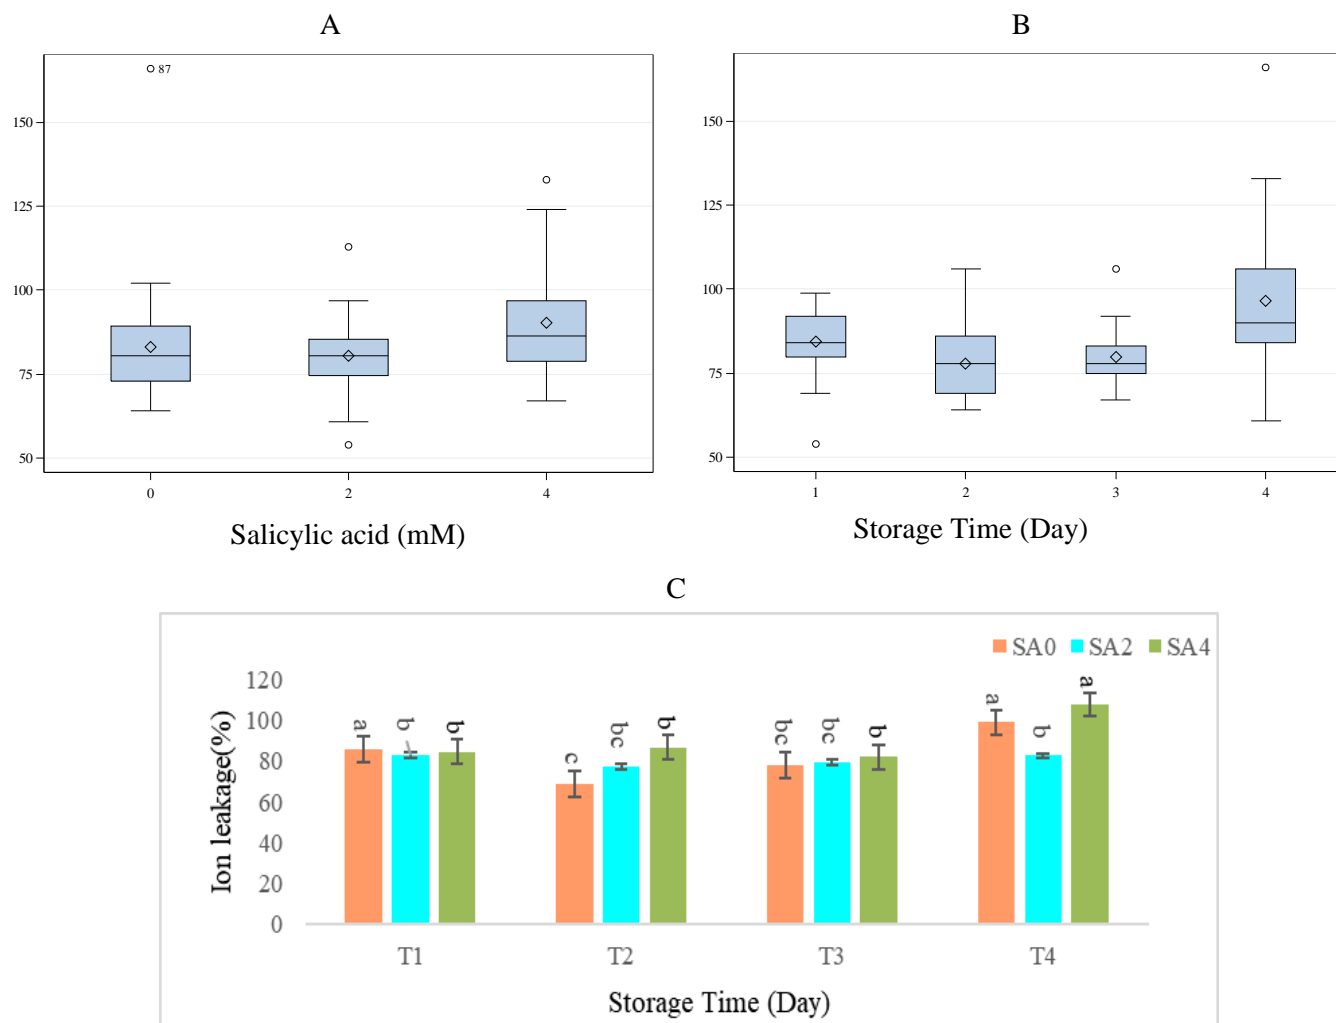 A
B
87
150
125
100
75
50
0
2
4
Salicylic acid (mM)
150
125
100
75
50
1
2
3
4
Storage Time (Day)
C
SA0 SA2 SA4
120
100
80
60
40
20
0
Ion leakage(%)
a b b
c bc b
bc bc b
a b a
T1 T2 T3 T4
Storage Time (Day)